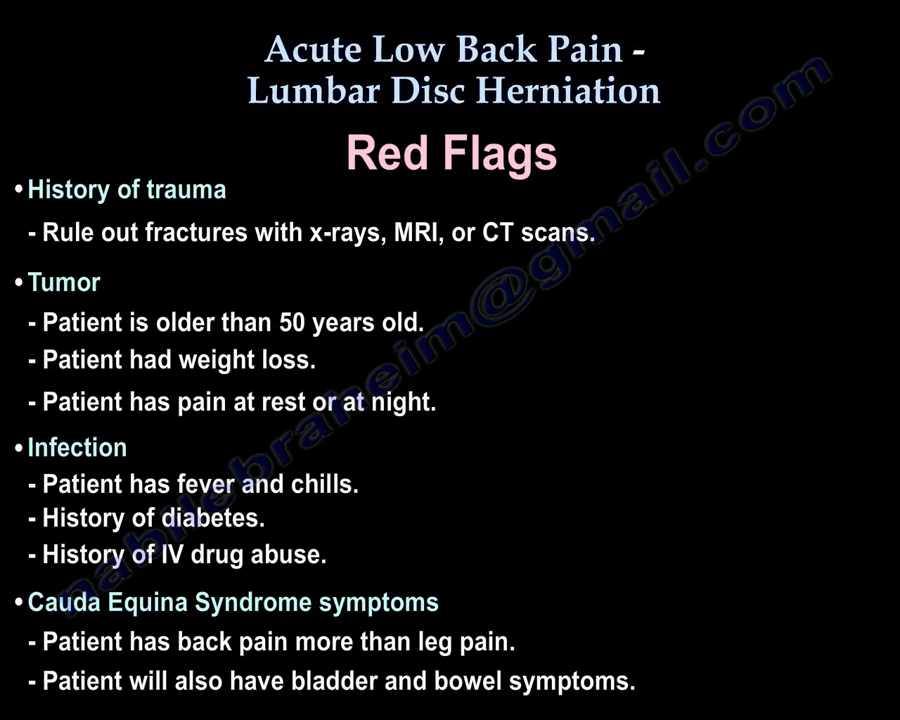 Acute Low Back Pain -
Lumbar Disc Herniation
Red Flags
• History of trauma
- Rule out fractures with x-rays, MRI, or CT scans.
• Tumor
- Patient is older than 50 years old.
- Patient had weight loss.
- Patient has pain at rest or at night.
• Infection
- Patient has fever and chills.
- History of diabetes.
- History of IV drug abuse.
• Cauda Equina Syndrome symptoms
- Patient has back pain more than leg pain.
- Patient will also have bladder and bowel symptoms.
nabilebraheim@gmail.com